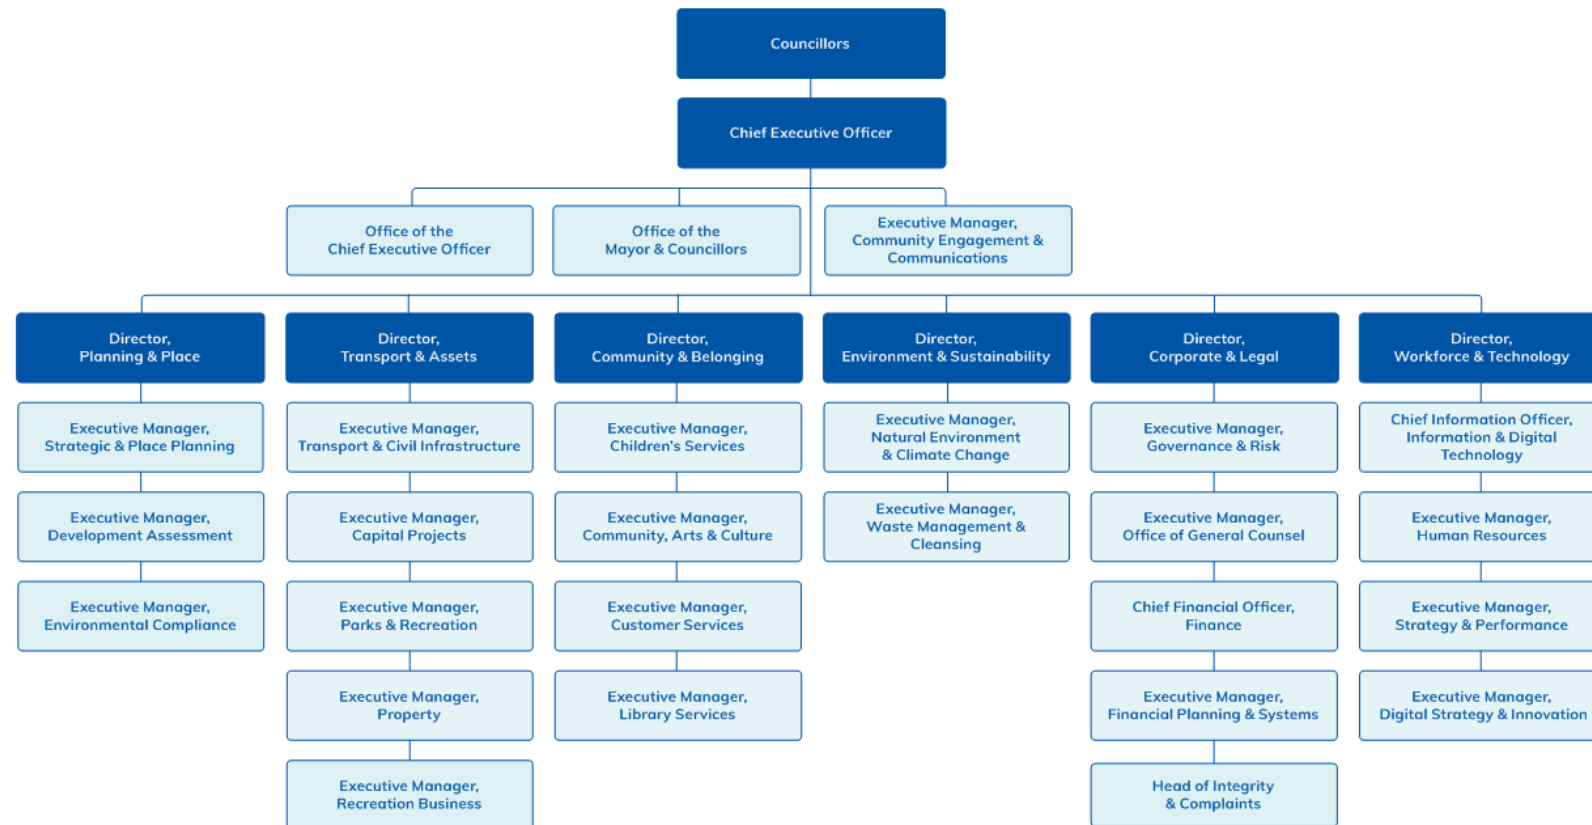 Councillors
Chief Executive Officer
Office of the
Chief Executive Officer
Office of the
Mayor & Councillors
Executive Manager,
Community Engagement &
Communications
Director,
Planning & Place
Director,
Transport & Assets
Director,
Community & Belonging
Director,
Environment & Sustainability
Director,
Corporate & Legal
Director,
Workforce & Technology
Executive Manager,
Strategic & Place Planning
Executive Manager,
Transport & Civil Infrastructure
Executive Manager,
Children's Services
Executive Manager,
Natural Environment
& Climate Change
Executive Manager,
Governance & Risk
Chief Information Officer,
Information & Digital
Technology
Executive Manager,
Development Assessment
Executive Manager,
Capital Projects
Executive Manager,
Community, Arts & Culture
Executive Manager,
Waste Management &
Cleansing
Executive Manager,
Office of General Counsel
Executive Manager,
Human Resources
Executive Manager,
Environmental Compliance
Executive Manager,
Parks & Recreation
Executive Manager,
Customer Services
Chief Financial Officer,
Finance
Executive Manager,
Strategy & Performance
Executive Manager,
Property
Executive Manager,
Library Services
Executive Manager,
Financial Planning & Systems
Executive Manager,
Digital Strategy & Innovation
Executive Manager,
Recreation Business
Head of Integrity
& Complaints